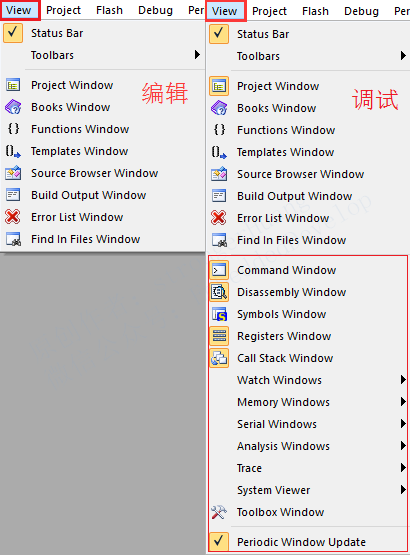 View Project Flash Debug Per
Status Bar
Toolbars
Project Window
Books Window
Functions Window
Templates Window
Source Browser Window
Build Output Window
Error List Window
Find In Files Window
编辑
View Project Flash Debug Per
Status Bar
Toolbars
Project Window
Books Window
Functions Window
Templates Window
Source Browser Window
Build Output Window
Error List Window
Find In Files Window
调试
Command Window
Disassembly Window
Symbols Window
Registers Window
Call Stack Window
Watch Windows
Memory Windows
Serial Windows
Analysis Windows
Trace
System Viewer
Toolbox Window
Periodic Window Update